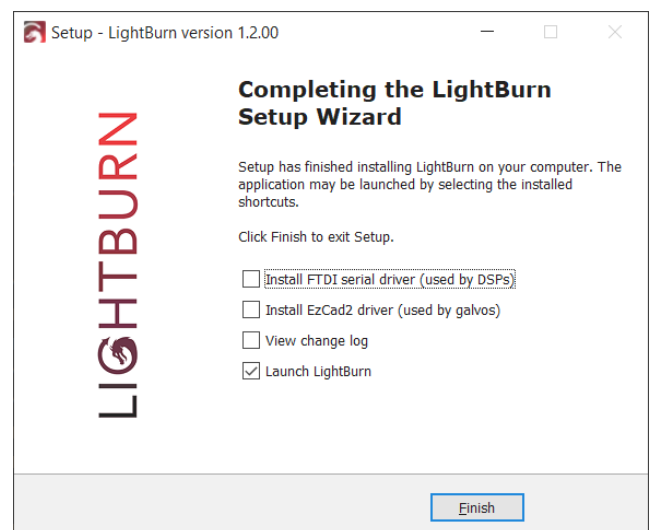 Setup - LightBurn version 1.2.00
LIGHTBURN
Completing the LightBurn
Setup Wizard
Setup has finished installing LightBurn on your computer. The
application may be launched by selecting the installed
shortcuts.
Click Finish to exit Setup.
Install FTDI serial driver (used by DSPs)
Install EzCad2 driver (used by galvos)
View change log
Launch LightBurn
Finish